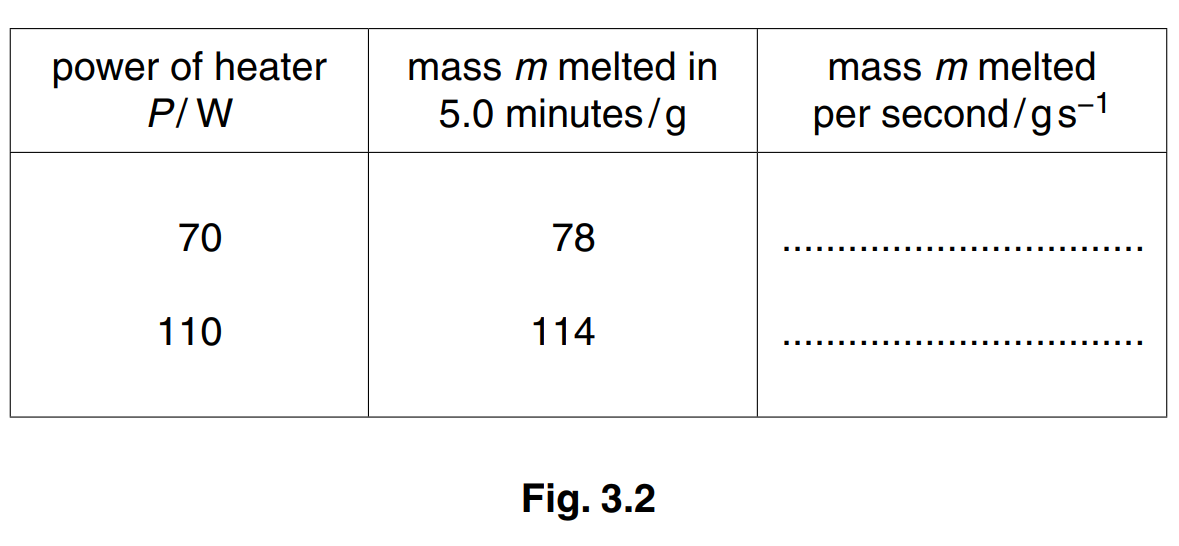 power of heater
P/ W
mass m melted in
5.0 minutes/g
mass m melted
per second/g s⁻¹
70
78
.................................
110
114
.................................
Fig. 3.2